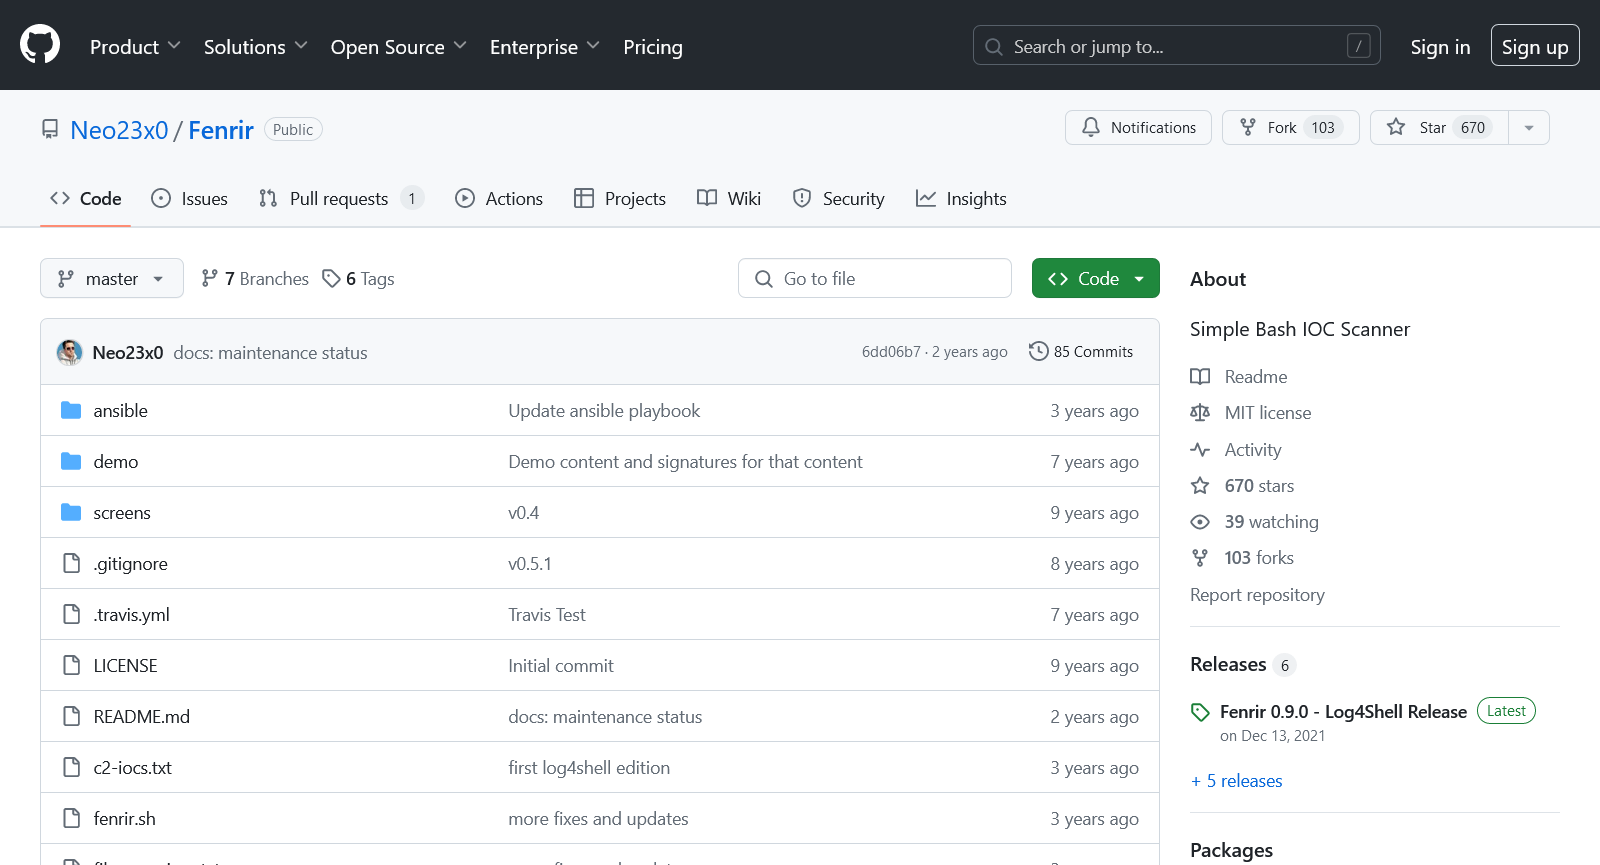 Product Solutions Open Source Enterprise Pricing Search or jump to... / Sign in Sign up
Neo23x0 / Fenrir Public Notifications Fork 103 Star 670
Code Issues Pull requests 1 Actions Projects Wiki Security Insights
master 7 Branches 6 Tags Go to file Code
Neo23x0 docs: maintenance status 6dd06b7 · 2 years ago 85 Commits
ansible Update ansible playbook 3 years ago
demo Demo content and signatures for that content 7 years ago
screens v0.4 9 years ago
.gitignore v0.5.1 8 years ago
.travis.yml Travis Test 7 years ago
LICENSE Initial commit 9 years ago
README.md docs: maintenance status 2 years ago
c2-iocs.txt first log4shell edition 3 years ago
fenrir.sh more fixes and updates 3 years ago
About
Simple Bash IOC Scanner
Readme
MIT license
Activity
670 stars
39 watching
103 forks
Report repository
Releases 6
Fenrir 0.9.0 - Log4Shell Release Latest
on Dec 13, 2021
+ 5 releases
Packages